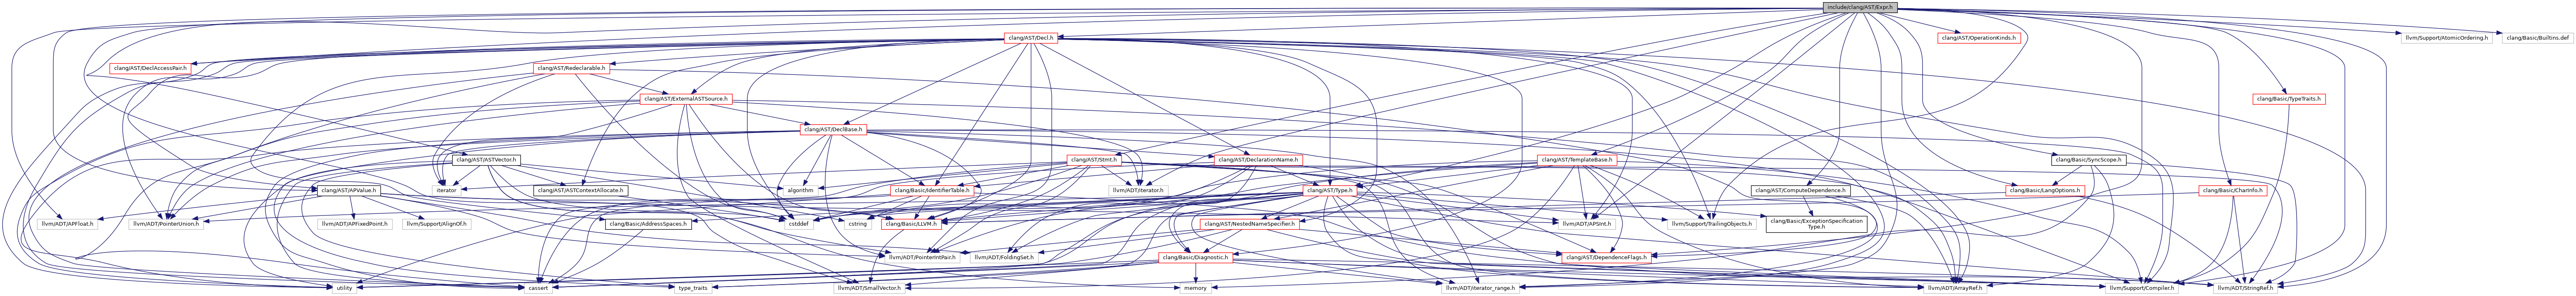 include/clang/AST/Expr.h
clang/AST/Decl.h
clang/AST/OperationKinds.h
llvm/Support/AtomicOrdering.h
clang/Basic/Builtins.def
clang/AST/DeclAccessPair.h
clang/AST/Redeclarable.h
clang/AST/ExternalASTSource.h
clang/Basic/TypeTraits.h
clang/AST/DeclBase.h
clang/AST/ASTVector.h
clang/AST/Stmt.h
clang/AST/DeclarationName.h
clang/AST/TemplateBase.h
clang/Basic/SyncScope.h
clang/AST/APValue.h
iterator
clang/AST/ASTContextAllocate.h
algorithm
clang/Basic/IdentifierTable.h
llvm/ADT/iterator.h
clang/AST/Type.h
clang/AST/ComputeDependence.h
clang/Basic/LangOptions.h
clang/Basic/CharInfo.h
llvm/ADT/APFloat.h
llvm/ADT/PointerUnion.h
llvm/ADT/APFixedPoint.h
llvm/Support/AlignOf.h
clang/Basic/AddressSpaces.h
cstddef
cstring
clang/Basic/LLVM.h
clang/AST/NestedNameSpecifier.h
llvm/ADT/APSInt.h
llvm/Support/TrailingObjects.h
clang/Basic/ExceptionSpecification
Type.h
llvm/ADT/PointerIntPair.h
llvm/ADT/FoldingSet.h
clang/Basic/Diagnostic.h
clang/AST/DependenceFlags.h
utility
cassert
type_traits
llvm/ADT/SmallVector.h
memory
llvm/ADT/iterator_range.h
llvm/ADT/ArrayRef.h
llvm/Support/Compiler.h
llvm/ADT/StringRef.h